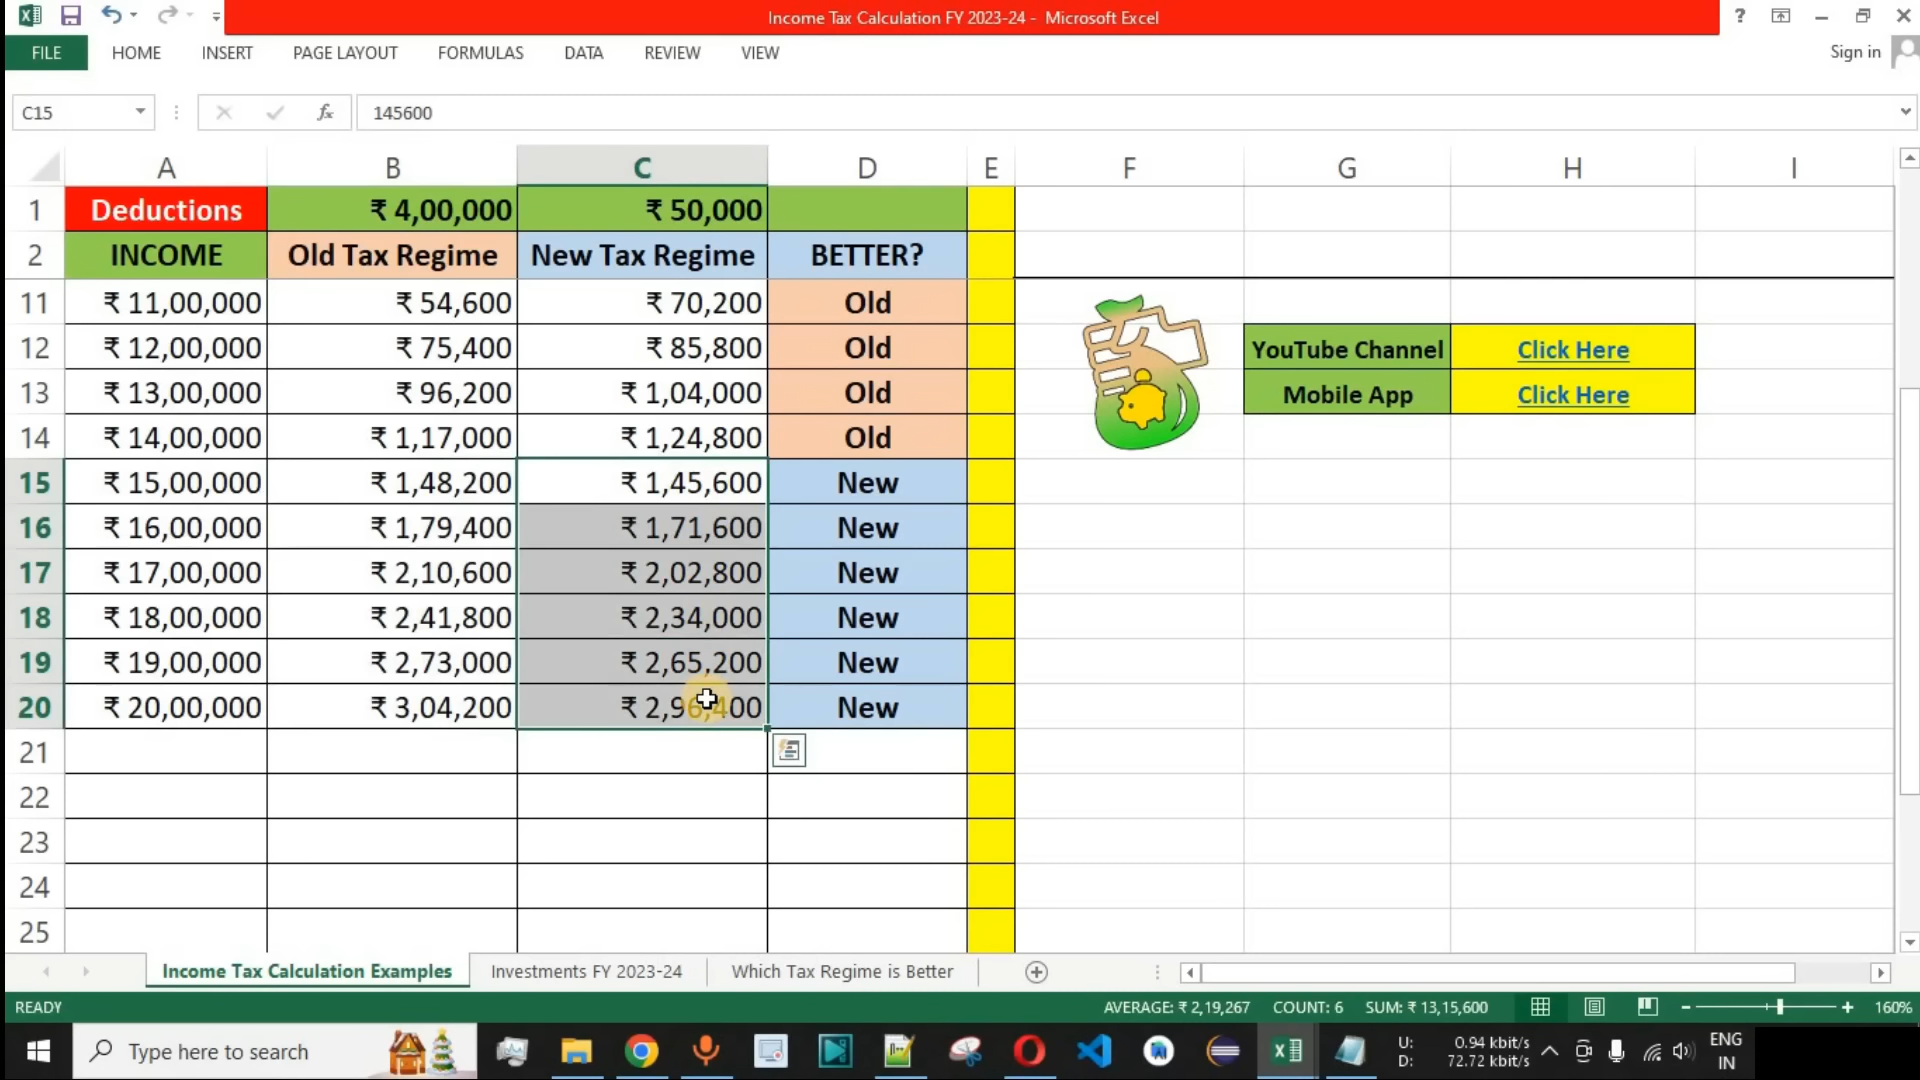 Income Tax Calculation FY 2023-24 - Microsoft Excel
FILE HOME INSERT PAGE LAYOUT FORMULAS DATA REVIEW VIEW Sign in
C15 fx 145600
A B C D E F G H I
1 Deductions ₹ 4,00,000 ₹ 50,000
2 INCOME Old Tax Regime New Tax Regime BETTER?
11 ₹ 11,00,000 ₹ 54,600 ₹ 70,200 Old
12 ₹ 12,00,000 ₹ 75,400 ₹ 85,800 Old YouTube Channel Click Here
13 ₹ 13,00,000 ₹ 96,200 ₹ 1,04,000 Old Mobile App Click Here
14 ₹ 14,00,000 ₹ 1,17,000 ₹ 1,24,800 Old
15 ₹ 15,00,000 ₹ 1,48,200 ₹ 1,45,600 New
16 ₹ 16,00,000 ₹ 1,79,400 ₹ 1,71,600 New
17 ₹ 17,00,000 ₹ 2,10,600 ₹ 2,02,800 New
18 ₹ 18,00,000 ₹ 2,41,800 ₹ 2,34,000 New
19 ₹ 19,00,000 ₹ 2,73,000 ₹ 2,65,200 New
20 ₹ 20,00,000 ₹ 3,04,200 ₹ 2,96,400 New
21
22
23
24
25
Income Tax Calculation Examples Investments FY 2023-24 Which Tax Regime is Better
READY AVERAGE: ₹ 2,19,267 COUNT: 6 SUM: ₹ 13,15,600 160%
Type here to search
U: 0.94 kbit/s
D: 72.72 kbit/s
ENG
IN